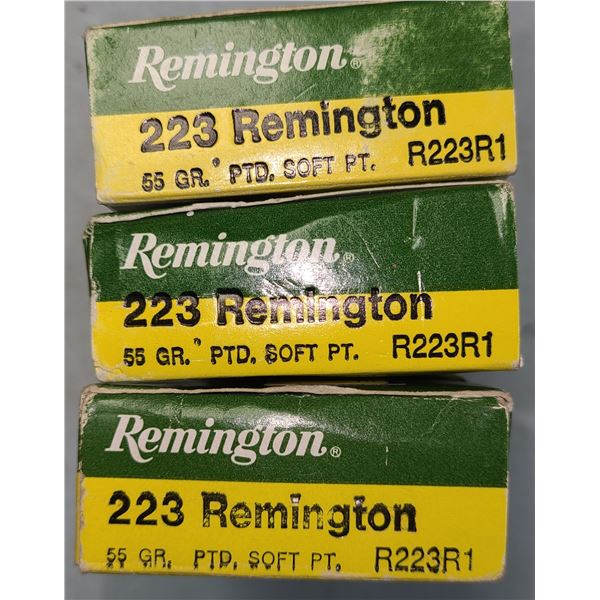 Remington®
223 Remington
55 GR. PTD. SOFT PT. R223R1
Remington®
223 Remington
55 GR. PTD. SOFT PT. R223R1
Remington®
223 Remington
55 GR. PTD. SOFT PT. R223R1